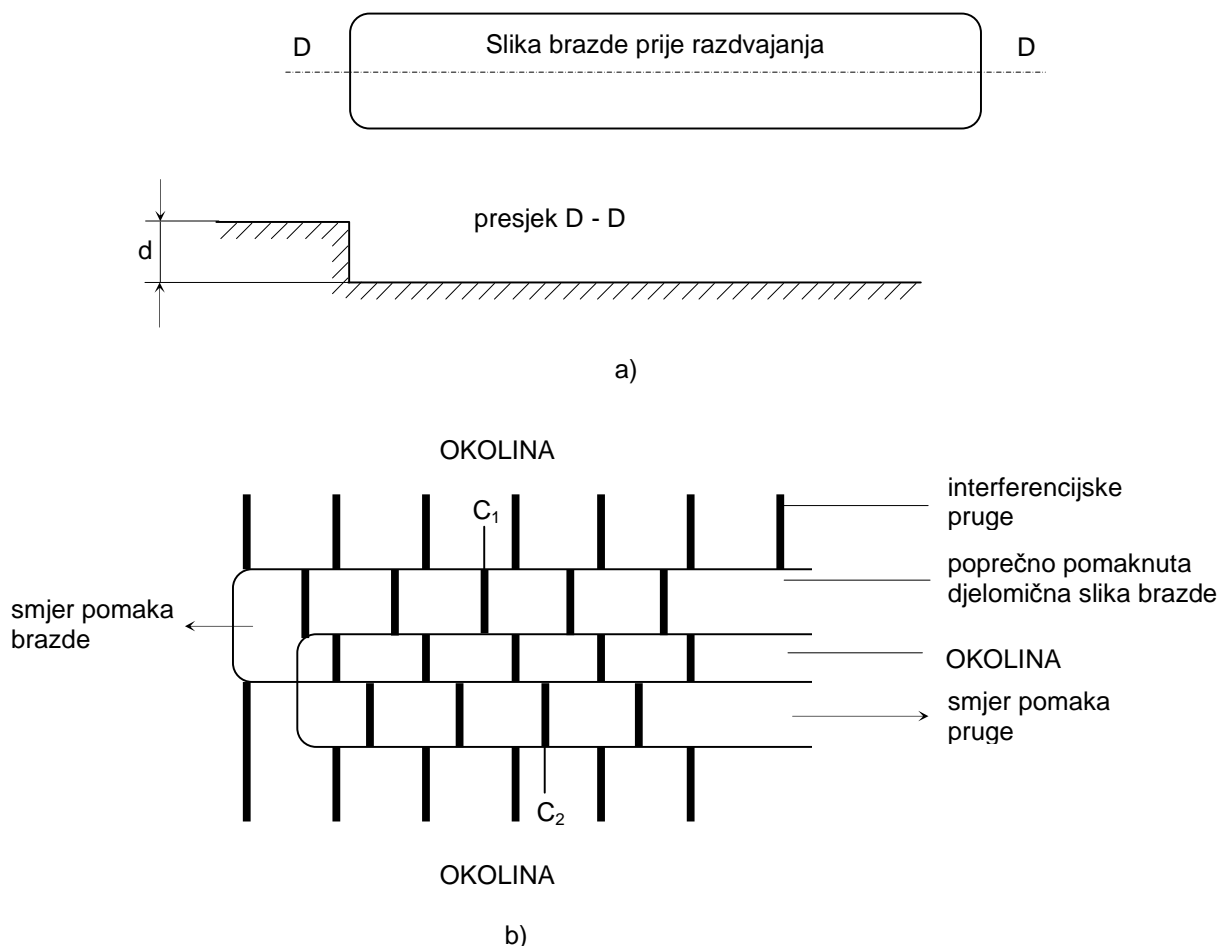 D
Slika brazde prije razdvajanja
D
presjek D - D
d
a)
OKOLINA
interferencijske
pruge
C₁
poprečno pomaknuta
djelomična slika brazde
smjer pomaka
brazde
OKOLINA
smjer pomaka
pruge
C₂
OKOLINA
b)